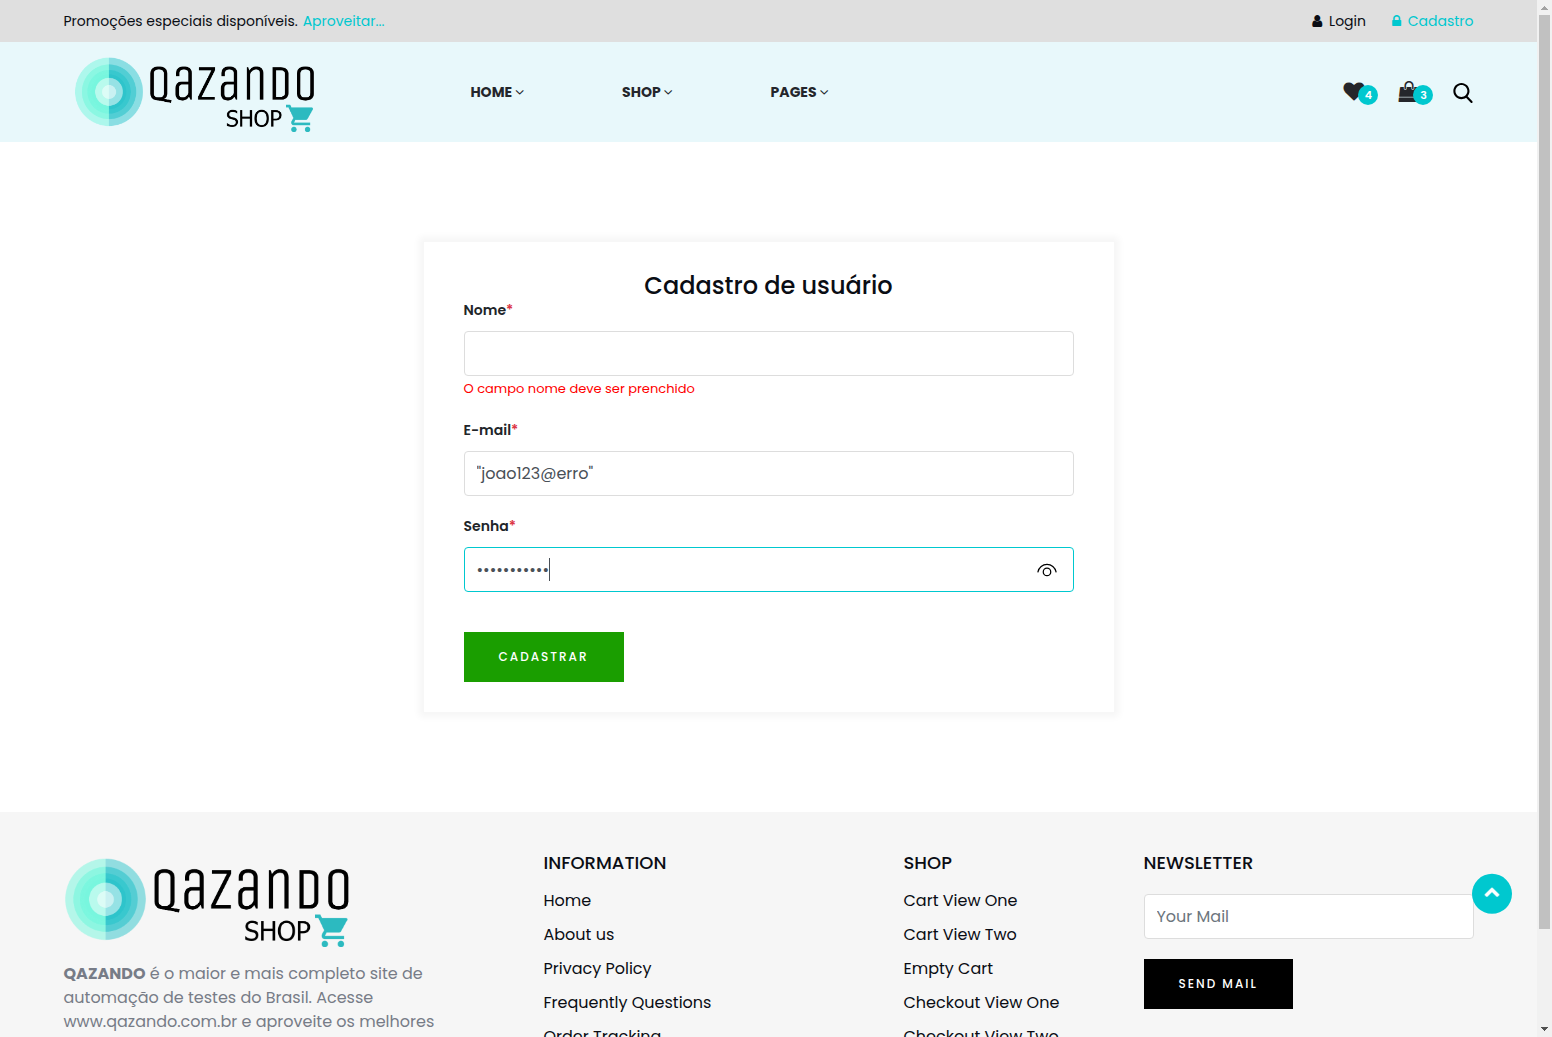 Promoções especiais disponíveis. Aproveitar...
Login
Cadastro
QAZANDO
SHOP
HOME
SHOP
PAGES
4
3
Cadastro de usuário
Nome*
O campo nome deve ser prenchido
E-mail*
"joao123@erro"
Senha*
•••••••••••
CADASTRAR
QAZANDO
SHOP
QAZANDO é o maior e mais completo site de
automação de testes do Brasil. Acesse
www.qazando.com.br e aproveite os melhores
INFORMATION
Home
About us
Privacy Policy
Frequently Questions
Order Tracking
SHOP
Cart View One
Cart View Two
Empty Cart
Checkout View One
Checkout View Two
NEWSLETTER
Your Mail
SEND MAIL